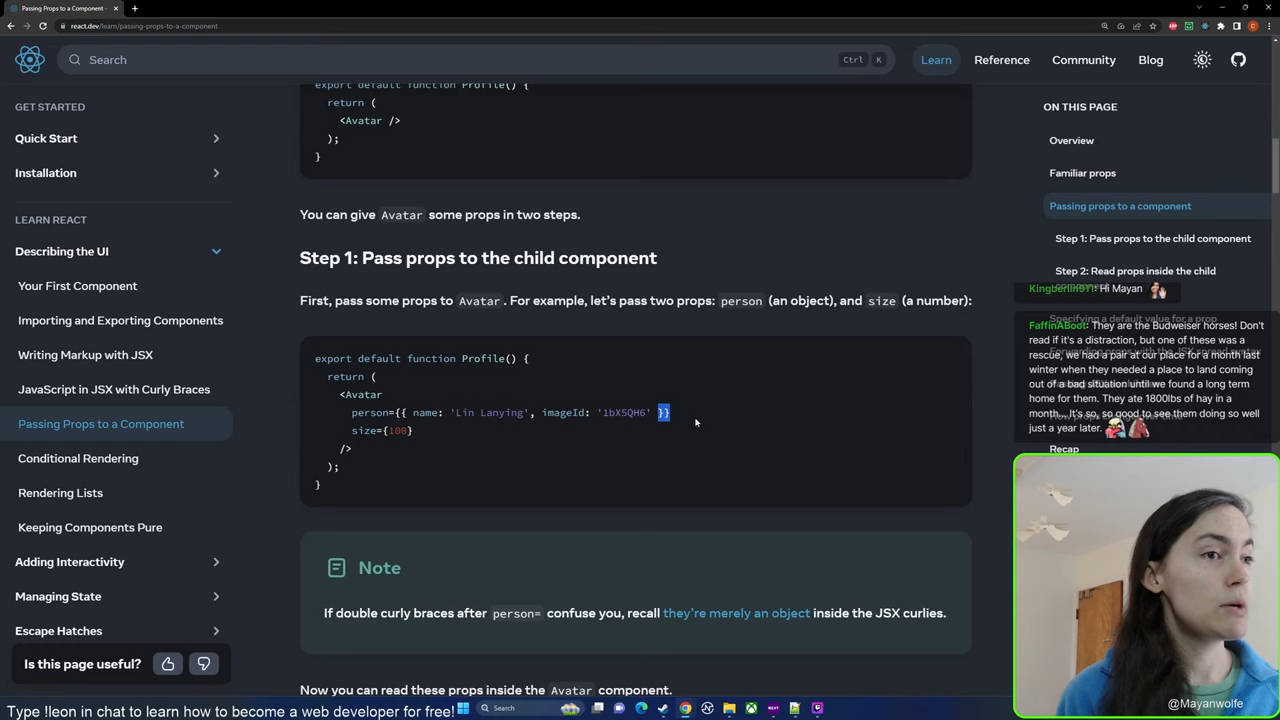 Passing Props to a Component –
react.dev/learn/passing-props-to-a-component
Search
Ctrl K
Learn
Reference
Community
Blog
GET STARTED
Quick Start
Installation
LEARN REACT
Describing the UI
Your First Component
Importing and Exporting Components
Writing Markup with JSX
JavaScript in JSX with Curly Braces
Passing Props to a Component
Conditional Rendering
Rendering Lists
Keeping Components Pure
Adding Interactivity
Managing State
Escape Hatches
Is this page useful?
export default function Profile() {
return (
<Avatar />
);
}
You can give Avatar some props in two steps.
Step 1: Pass props to the child component
First, pass some props to Avatar. For example, let's pass two props: person (an object), and size (a number):
export default function Profile() {
return (
<Avatar
person={{ name: 'Lin Lanying', imageId: '1bX5QH6' }}
size={100}
/>
);
}
Note
If double curly braces after person= confuse you, recall they're merely an object inside the JSX curlies.
Now you can read these props inside the Avatar component.
ON THIS PAGE
Overview
Familiar props
Passing props to a component
Step 1: Pass props to the child component
Step 2: Read props inside the child
Specifying a default value for a prop
Forwarding props with the JSX spread syntax
Recap
Kingberlin91: Hi Mayan
FaffinABoot: They are the Budweiser horses! Don't
read if it's a distraction, but one of these was a
rescue, we had a pair at our place for a month last
winter when they needed a place to land coming
out of a bad situation until we found a long term
home for them. They ate 1800lbs of hay in a
month... It's so, so good to see them doing so well
just a year later.
@Mayanwolfe
Type !leon in chat to learn how to become a web developer for free!
Search